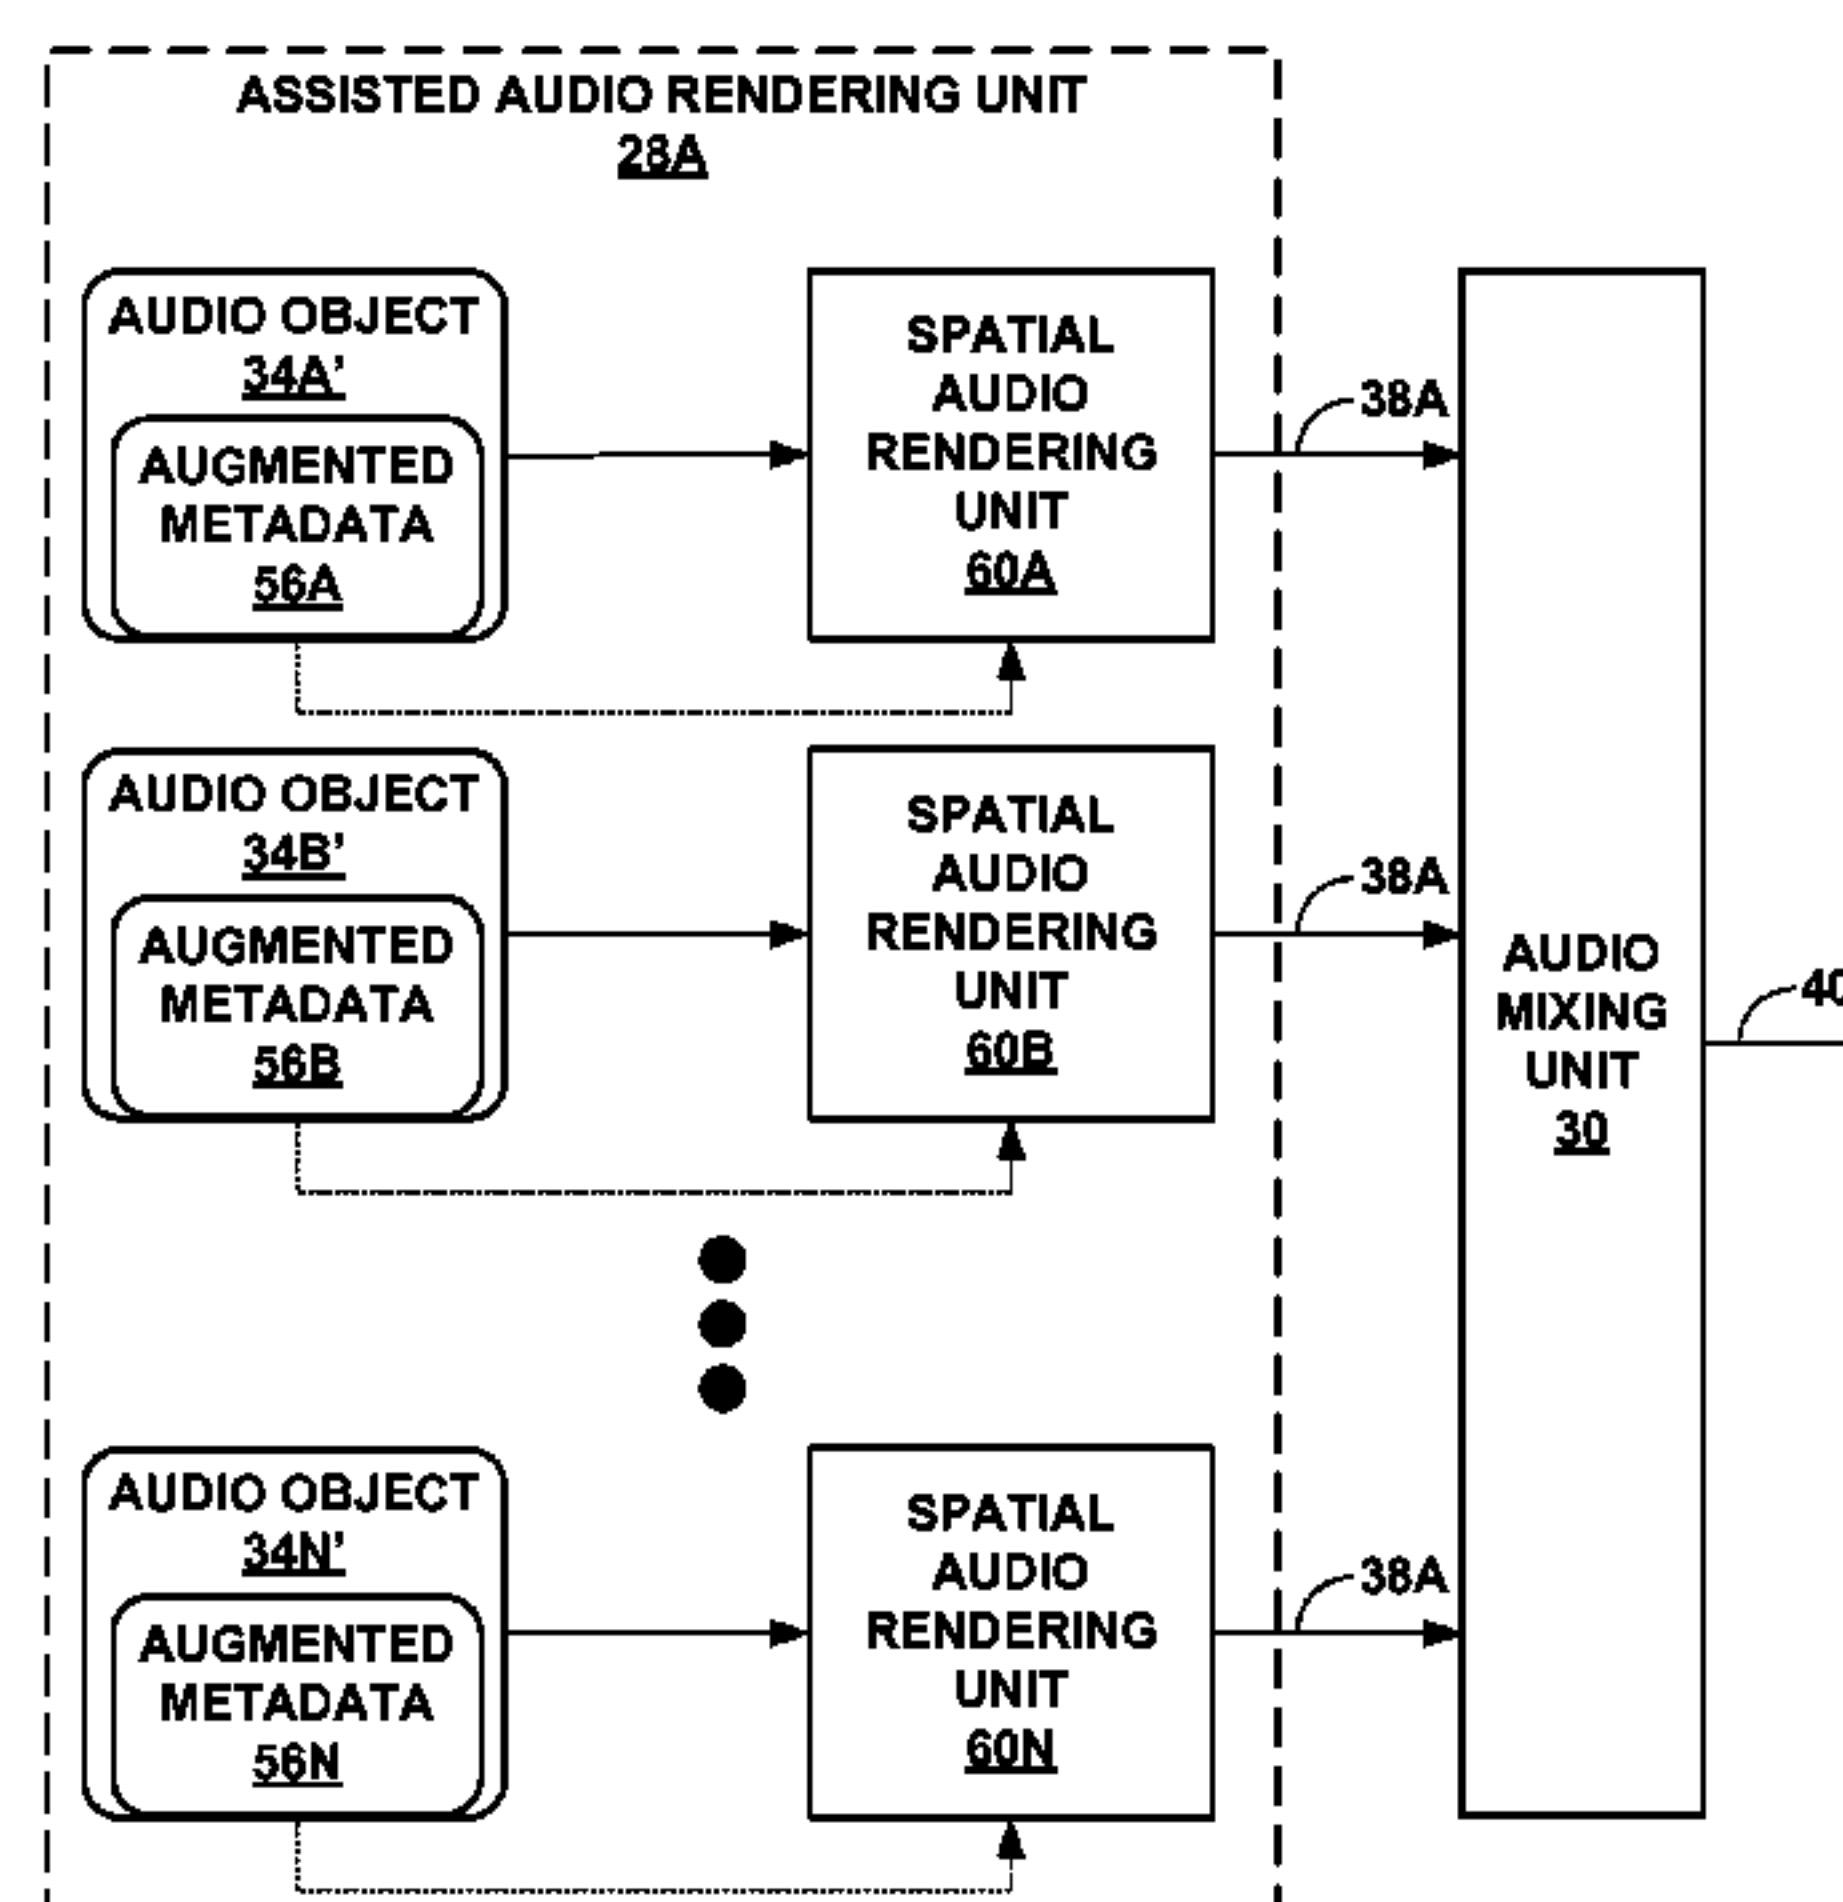 ASSISTED AUDIO RENDERING UNIT
28A
AUDIO OBJECT
34A’
AUGMENTED
METADATA
56A
SPATIAL
AUDIO
RENDERING
UNIT
60A
38A
AUDIO OBJECT
34B’
AUGMENTED
METADATA
56B
SPATIAL
AUDIO
RENDERING
UNIT
60B
38A
AUDIO
MIXING
UNIT
30
40
AUDIO OBJECT
34N’
AUGMENTED
METADATA
56N
SPATIAL
AUDIO
RENDERING
UNIT
60N
38A